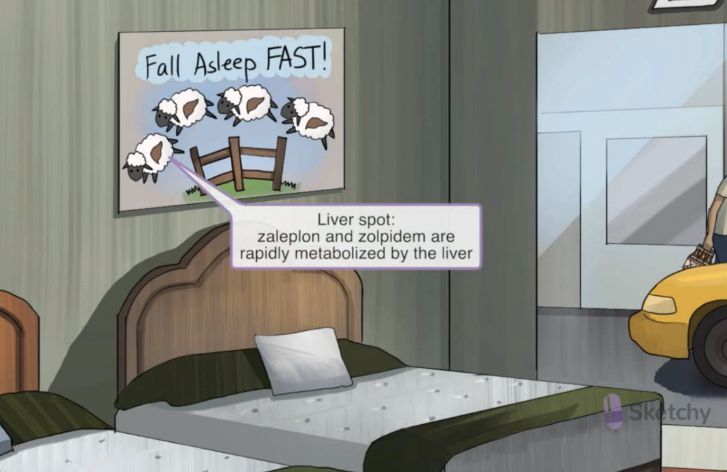 Fall Asleep FAST!
Liver spot:
zaleplon and zolpidem are
rapidly metabolized by the liver
Sketchy